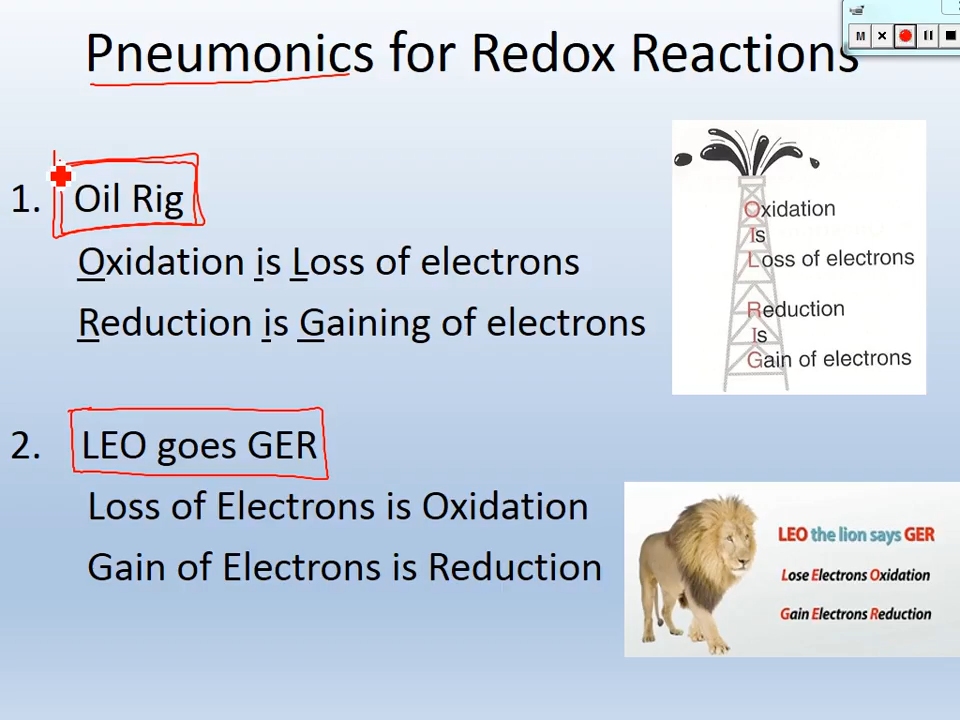 Pneumonics for Redox Reactions
M
1. Oil Rig
Oxidation is Loss of electrons
Reduction is Gaining of electrons
Oxidation
Is
Loss of electrons
Reduction
Is
Gain of electrons
2. LEO goes GER
Loss of Electrons is Oxidation
Gain of Electrons is Reduction
LEO the lion says GER
Lose Electrons Oxidation
Gain Electrons Reduction